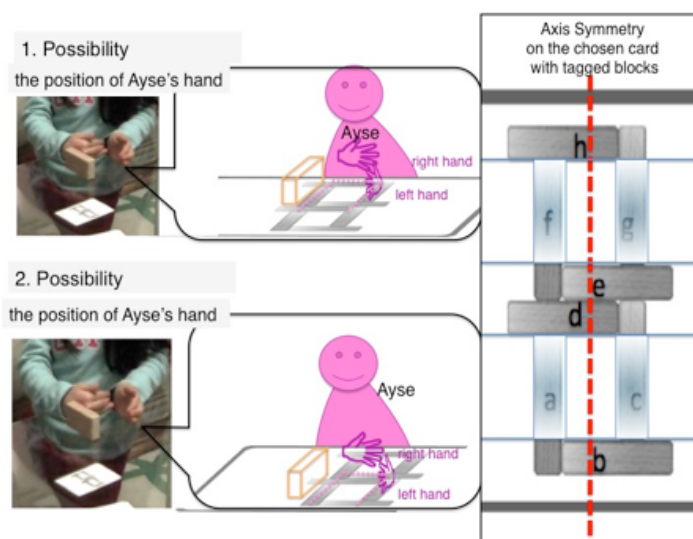 1. Possibility
the position of Ayse's hand
Ayse
right hand
left hand
2. Possibility
the position of Ayse's hand
Ayse
right hand
left hand
Axis Symmetry
on the chosen card
with tagged blocks
h
f
g
e
d
a
c
b